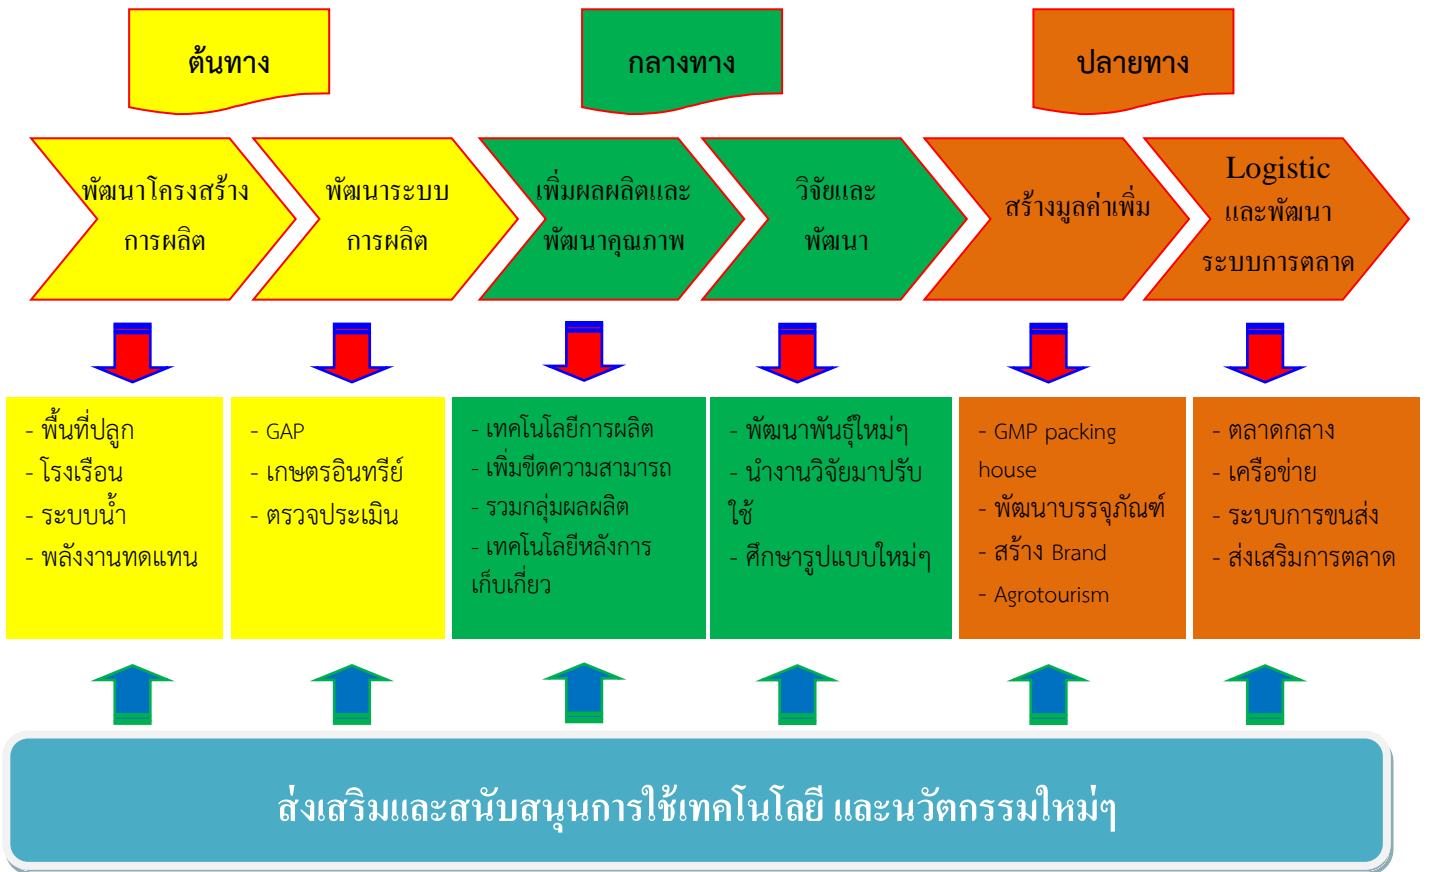 ต้นทาง
กลางทาง
ปลายทาง
พัฒนาโครงสร้าง
การผลิต
พัฒนาระบบ
การผลิต
เพิ่มผลผลิตและ
พัฒนาคุณภาพ
วิจัยและ
พัฒนา
สร้างมูลค่าเพิ่ม
Logistic
และพัฒนา
ระบบการตลาด
- พื้นที่ปลูก
- โรงเรือน
- ระบบน้ำ
- พลังงานทดแทน
- GAP
- เกษตรอินทรีย์
- ตรวจประเมิน
- เทคโนโลยีการผลิต
- เพิ่มขีดความสามารถ
- รวมกลุ่มผลผลิต
- เทคโนโลยีหลังการ
เก็บเกี่ยว
- พัฒนาพันธุ์ใหม่ๆ
- นำงานวิจัยมาปรับ
ใช้
- ศึกษารูปแบบใหม่ๆ
- GMP packing
house
- พัฒนาบรรจุภัณฑ์
- สร้าง Brand
- Agrotourism
- ตลาดกลาง
- เครือข่าย
- ระบบการขนส่ง
- ส่งเสริมการตลาด
ส่งเสริมและสนับสนุนการใช้เทคโนโลยี และนวัตกรรมใหม่ๆ